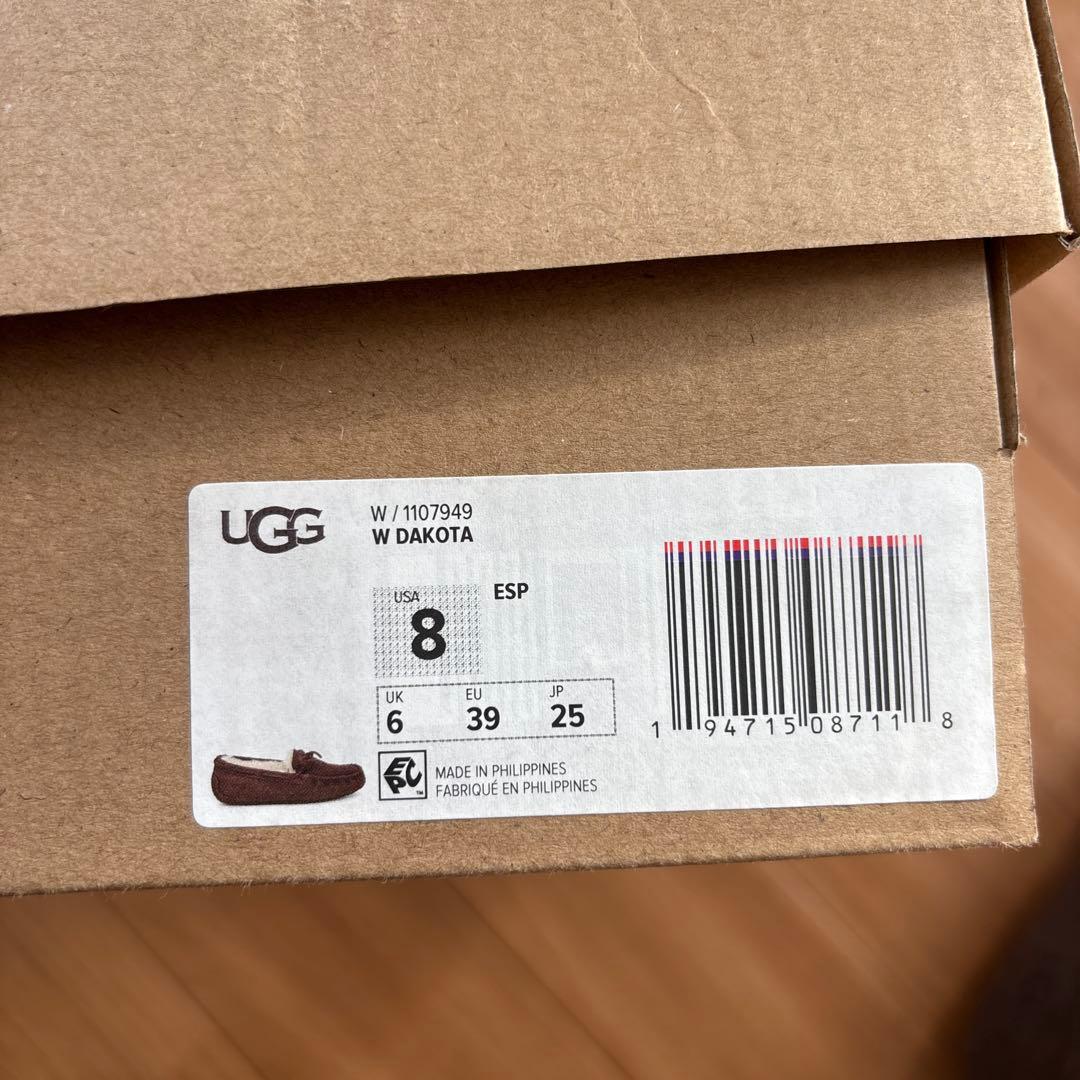 UGG
W / 1107949
W DAKOTA
USA
8
ESP
UK EU JP
6 39 25
EPC™
MADE IN PHILIPPINES
FABRIQUÉ EN PHILIPPINES
1 94715 08711 8